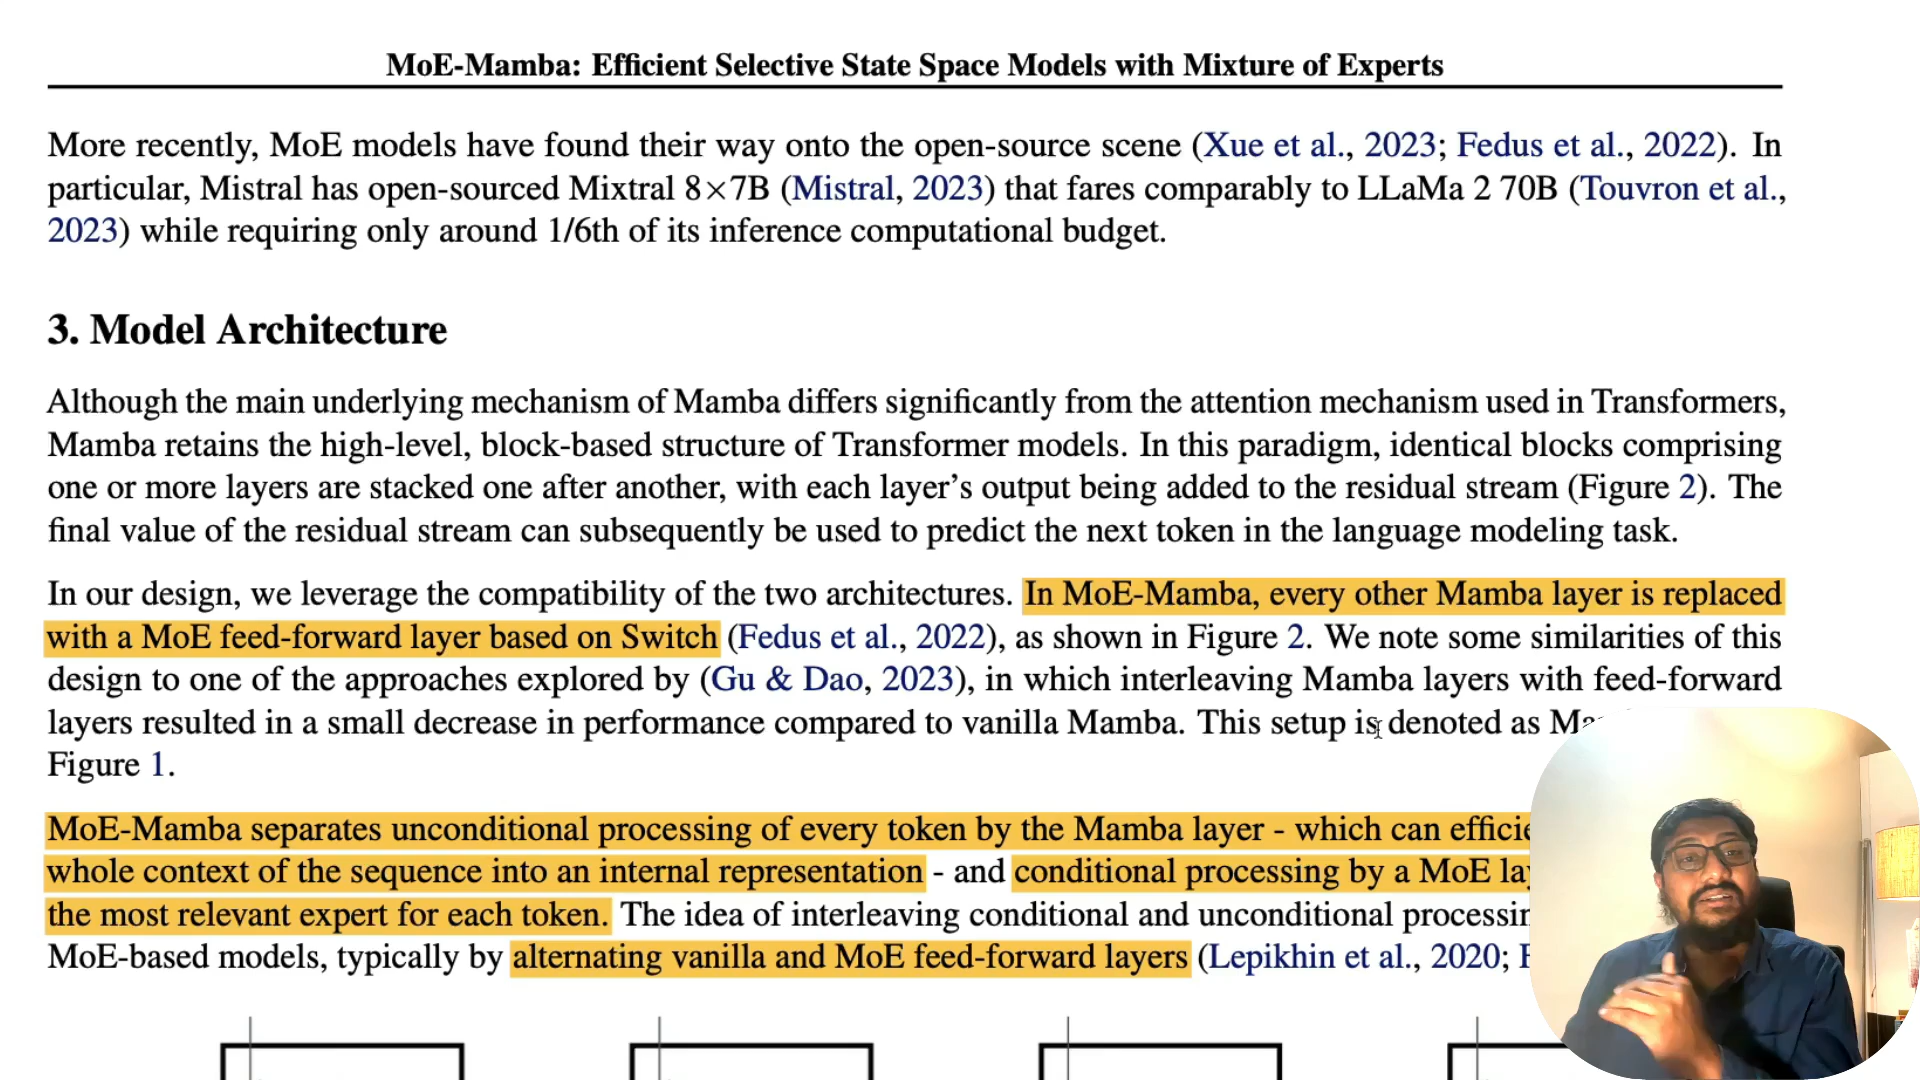 MoE-Mamba: Efficient Selective State Space Models with Mixture of Experts
More recently, MoE models have found their way onto the open-source scene (Xue et al., 2023; Fedus et al., 2022). In
particular, Mistral has open-sourced Mixtral 8×7B (Mistral, 2023) that fares comparably to LLaMa 2 70B (Touvron et al.,
2023) while requiring only around 1/6th of its inference computational budget.
3. Model Architecture
Although the main underlying mechanism of Mamba differs significantly from the attention mechanism used in Transformers,
Mamba retains the high-level, block-based structure of Transformer models. In this paradigm, identical blocks comprising
one or more layers are stacked one after another, with each layer's output being added to the residual stream (Figure 2). The
final value of the residual stream can subsequently be used to predict the next token in the language modeling task.
In our design, we leverage the compatibility of the two architectures. In MoE-Mamba, every other Mamba layer is replaced
with a MoE feed-forward layer based on Switch (Fedus et al., 2022), as shown in Figure 2. We note some similarities of this
design to one of the approaches explored by (Gu & Dao, 2023), in which interleaving Mamba layers with feed-forward
layers resulted in a small decrease in performance compared to vanilla Mamba. This setup is denoted as
Figure 1.
MoE-Mamba separates unconditional processing of every token by the Mamba layer - which can
whole context of the sequence into an internal representation - and conditional processing by a MoE
the most relevant expert for each token. The idea of interleaving conditional and unconditional
MoE-based models, typically by alternating vanilla and MoE feed-forward layers (Lepikhin et al., 2020;